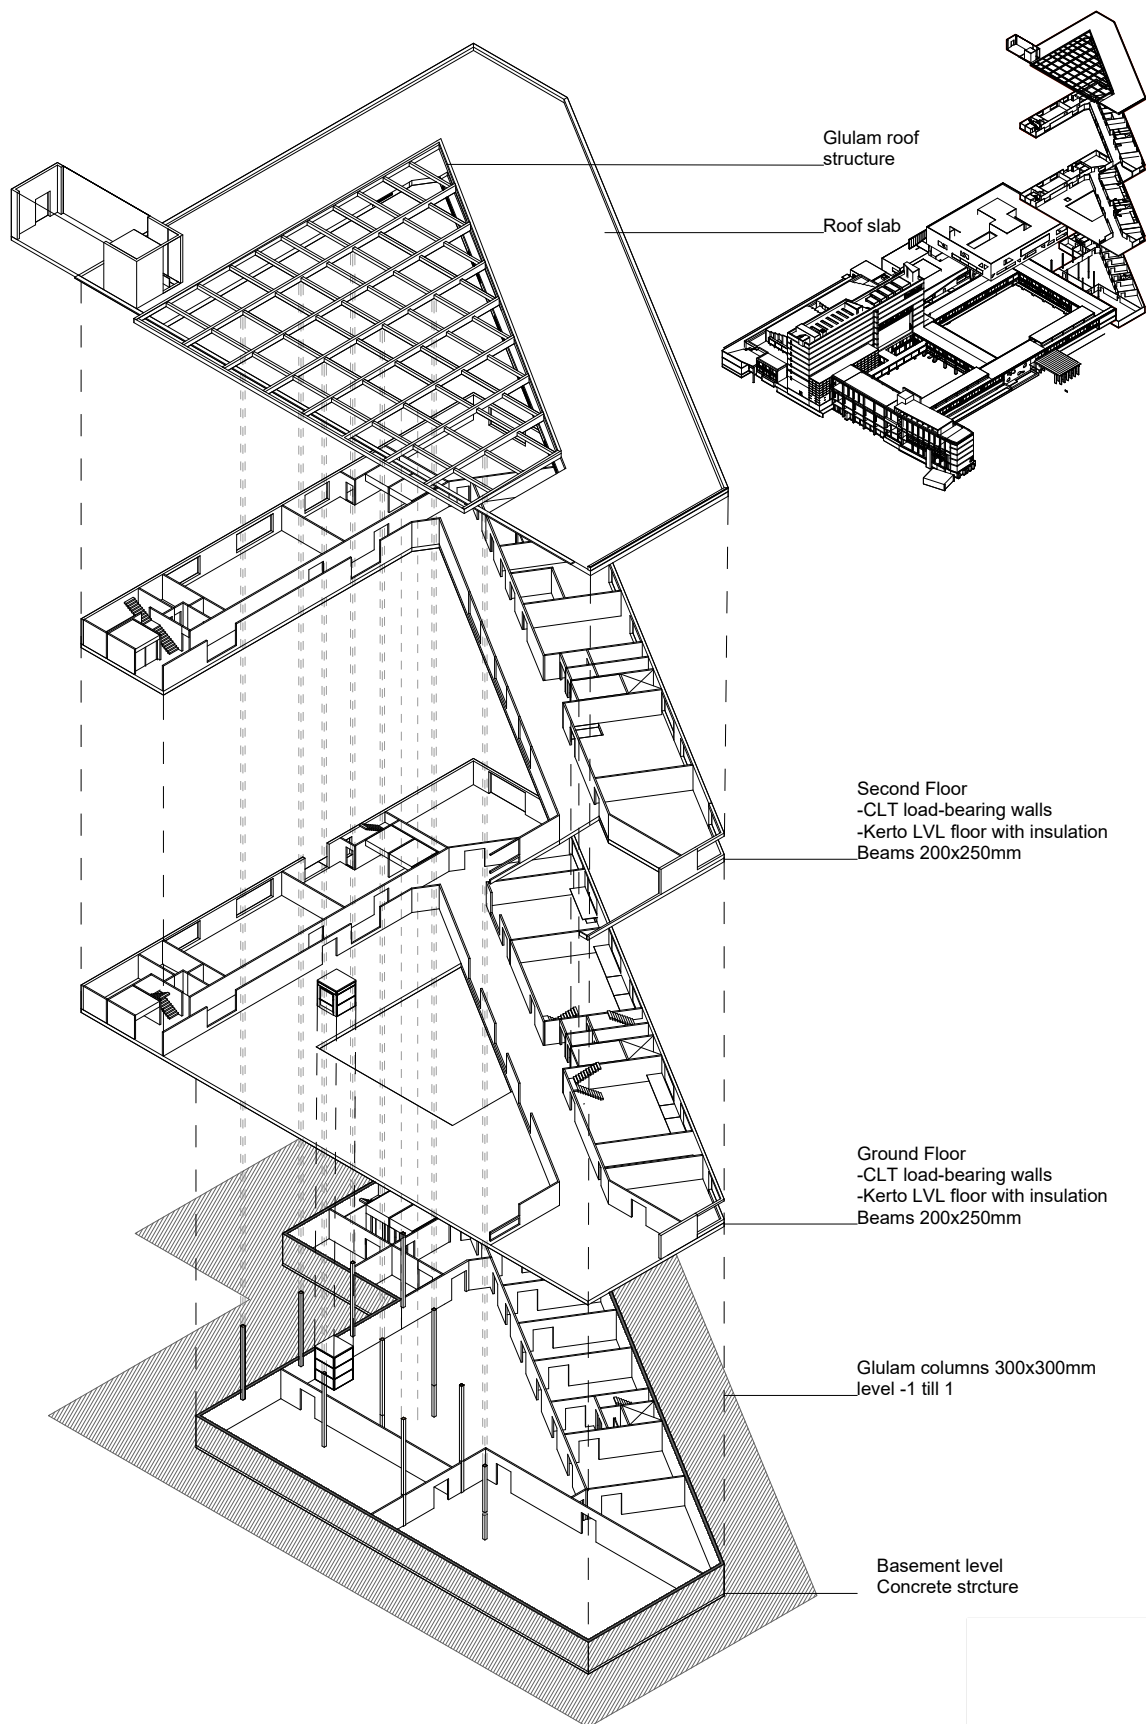 Glulam roof
structure
Roof slab
Second Floor
-CLT load-bearing walls
-Kerto LVL floor with insulation
Beams 200x250mm
Ground Floor
-CLT load-bearing walls
-Kerto LVL floor with insulation
Beams 200x250mm
Glulam columns 300x300mm
level -1 till 1
Basement level
Concrete strcture